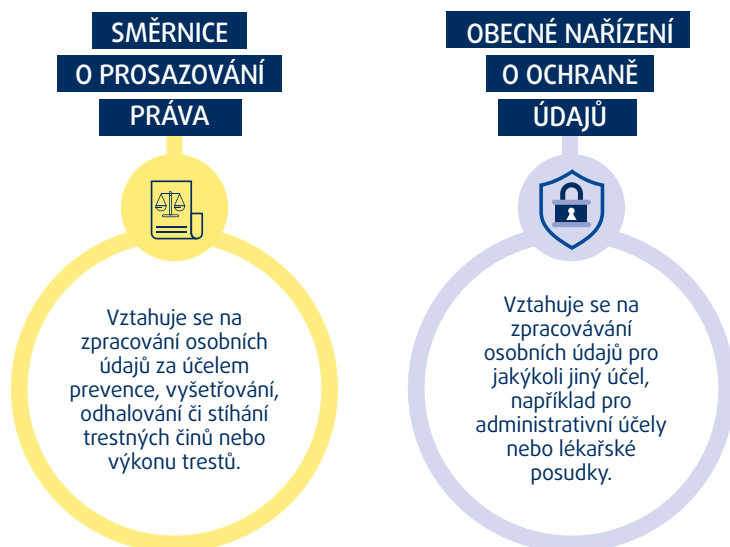 SMĚRNICE
O PROSAZOVÁNÍ
PRÁVA
Vztahuje se na
zpracování osobních
údajů za účelem
prevence, vyšetřování,
odhalování či stíhání
trestných činů nebo
výkonu trestů.
OBECNÉ NAŘÍZENÍ
O OCHRANĚ
ÚDAJŮ
Vztahuje se na
zpracovávání
osobních údajů pro
jakýkoli jiný účel,
například pro
administrativní účely
nebo lékařské
posudky.